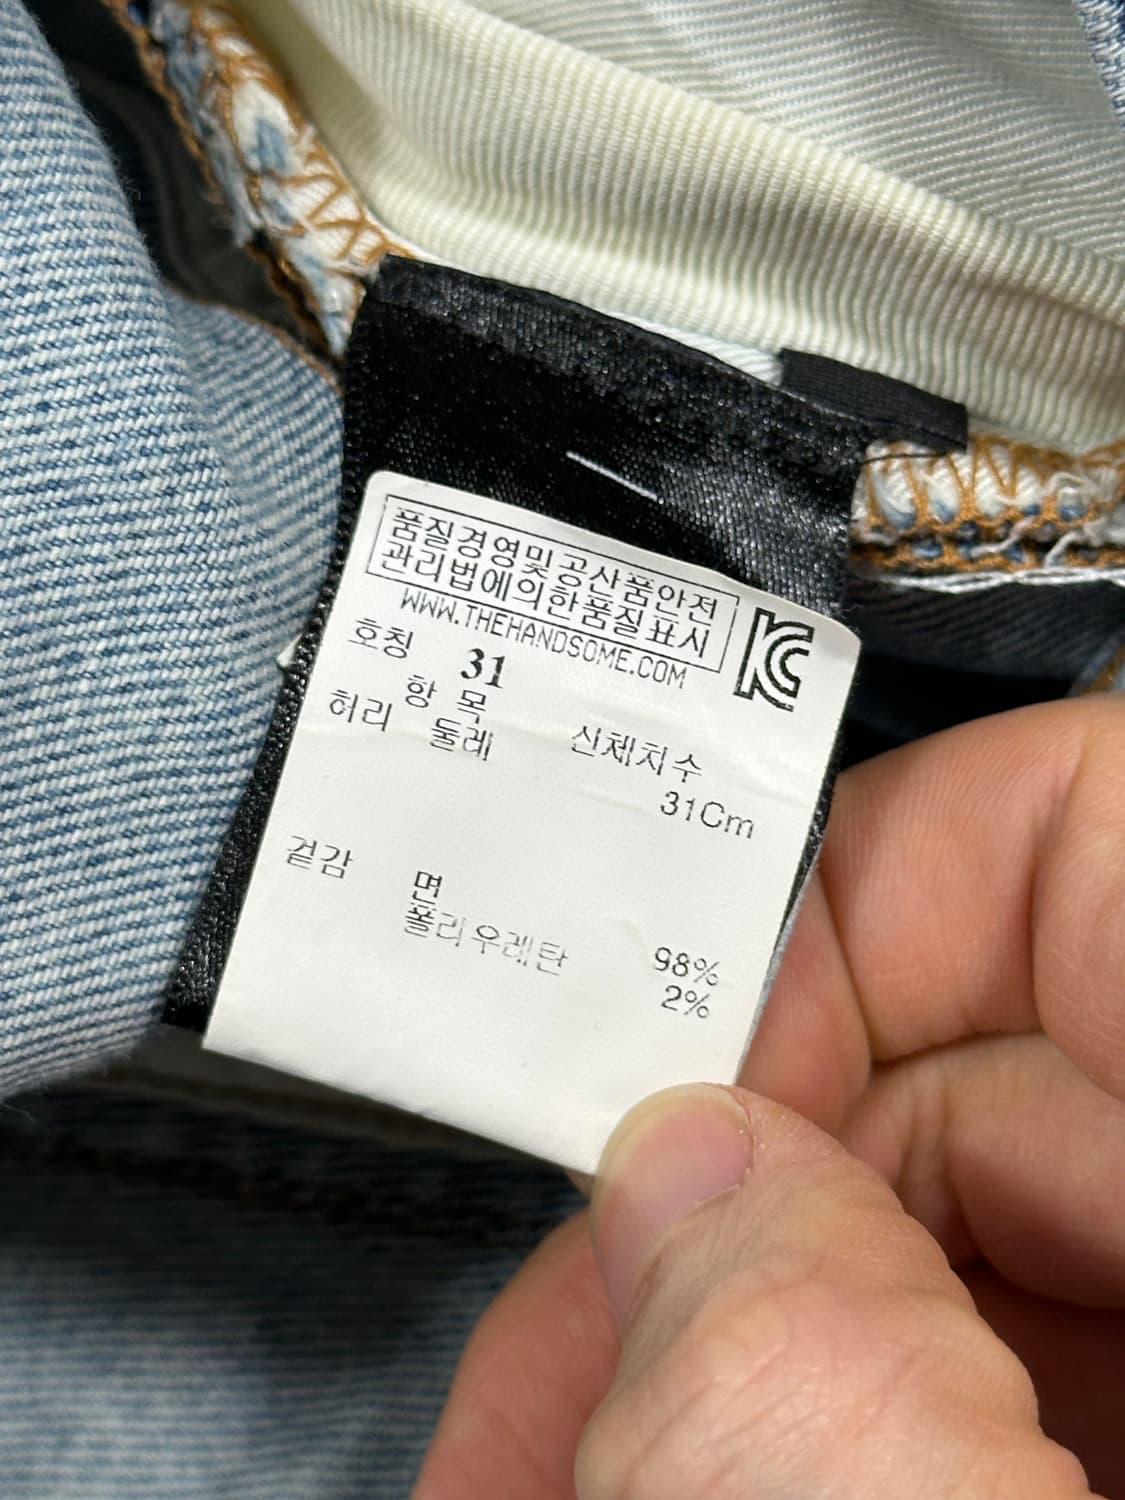 품질경영및공산품안전
관리법에의한품질표시
WWW.THEHANDSOME.COM
호칭 31
항목 신체치수
허리 둘레 31Cm
겉감 면 98%
폴리우레탄 2%